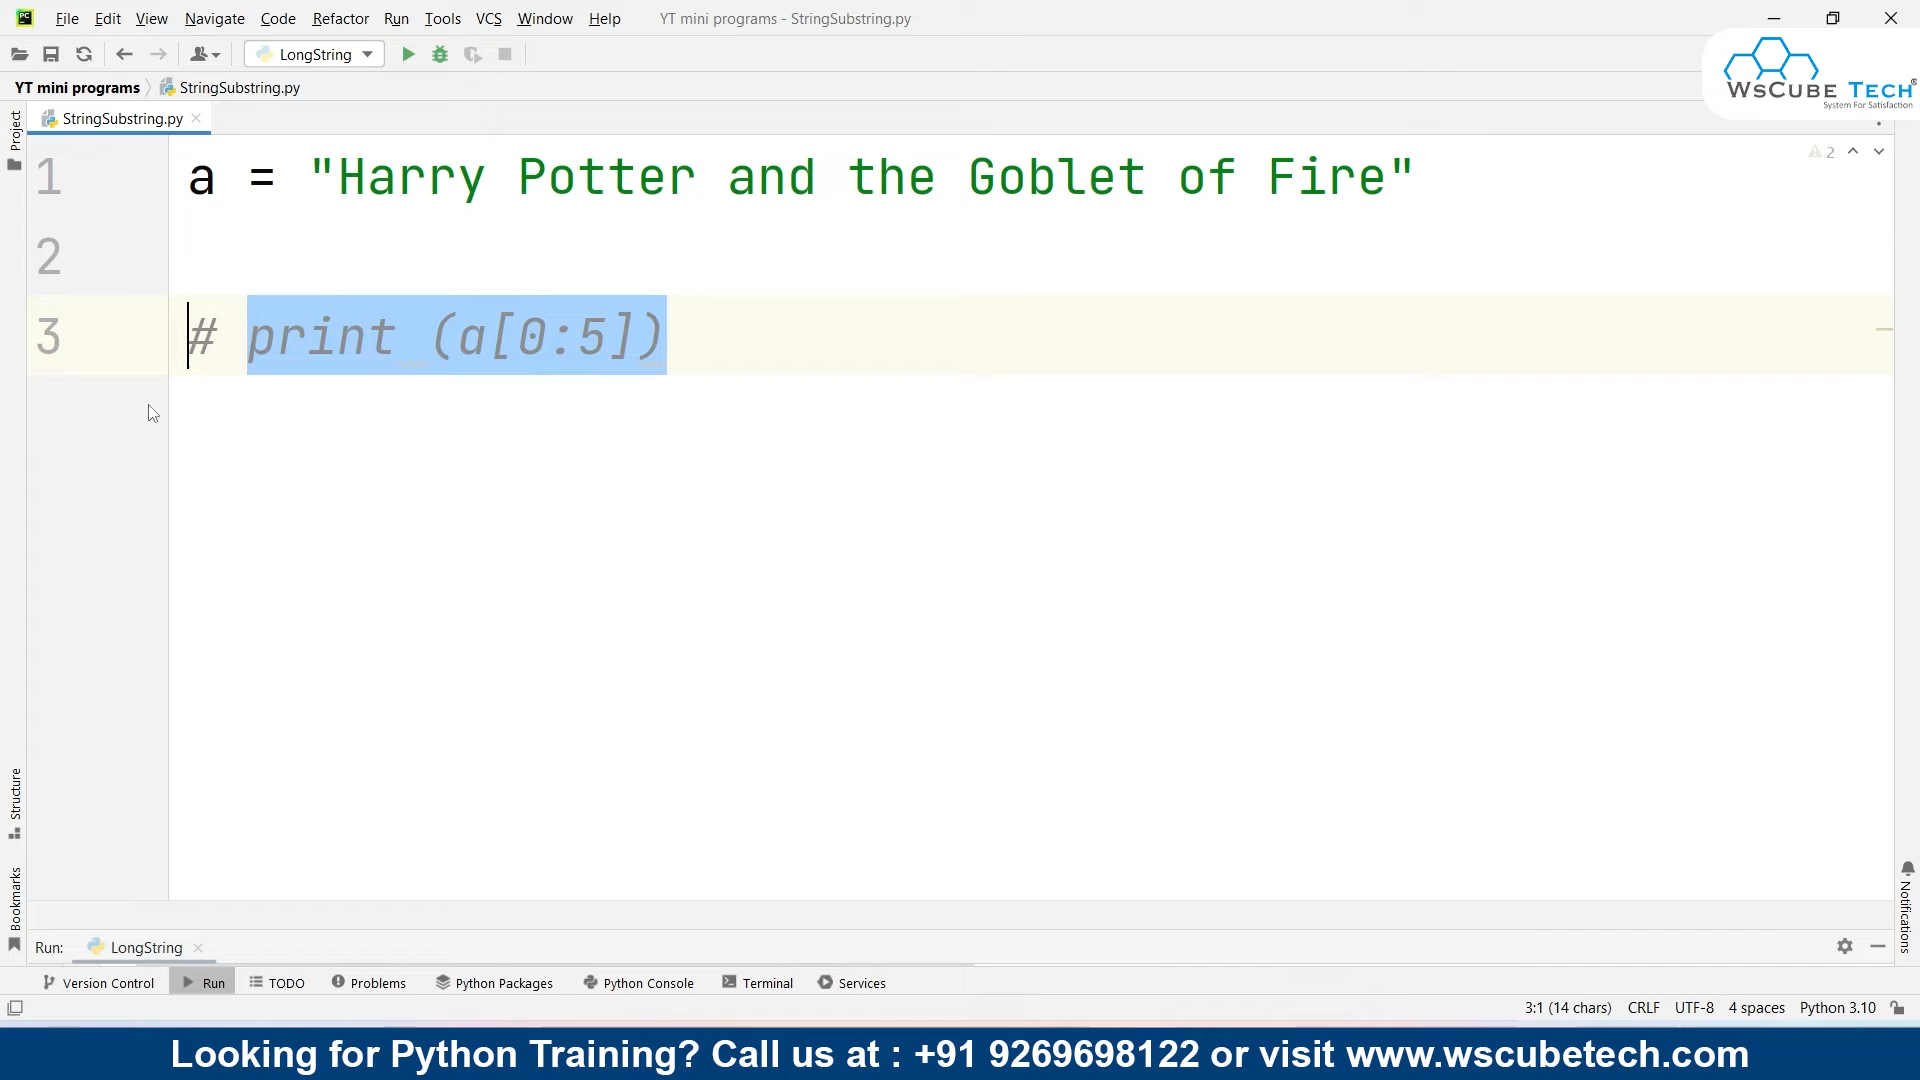 PC File Edit View Navigate Code Refactor Run Tools VCS Window Help YT mini programs - StringSubstring.py
LongString
YT mini programs StringSubstring.py
WsCube Tech®
System For Satisfaction
StringSubstring.py
Project
1 a = "Harry Potter and the Goblet of Fire"
2
2
3 # print (a[0:5])
Structure
Bookmarks
Notifications
Run: LongString
Version Control Run TODO Problems Python Packages Python Console Terminal Services
3:1 (14 chars) CRLF UTF-8 4 spaces Python 3.10
Looking for Python Training? Call us at : +91 9269698122 or visit www.wscubetech.com